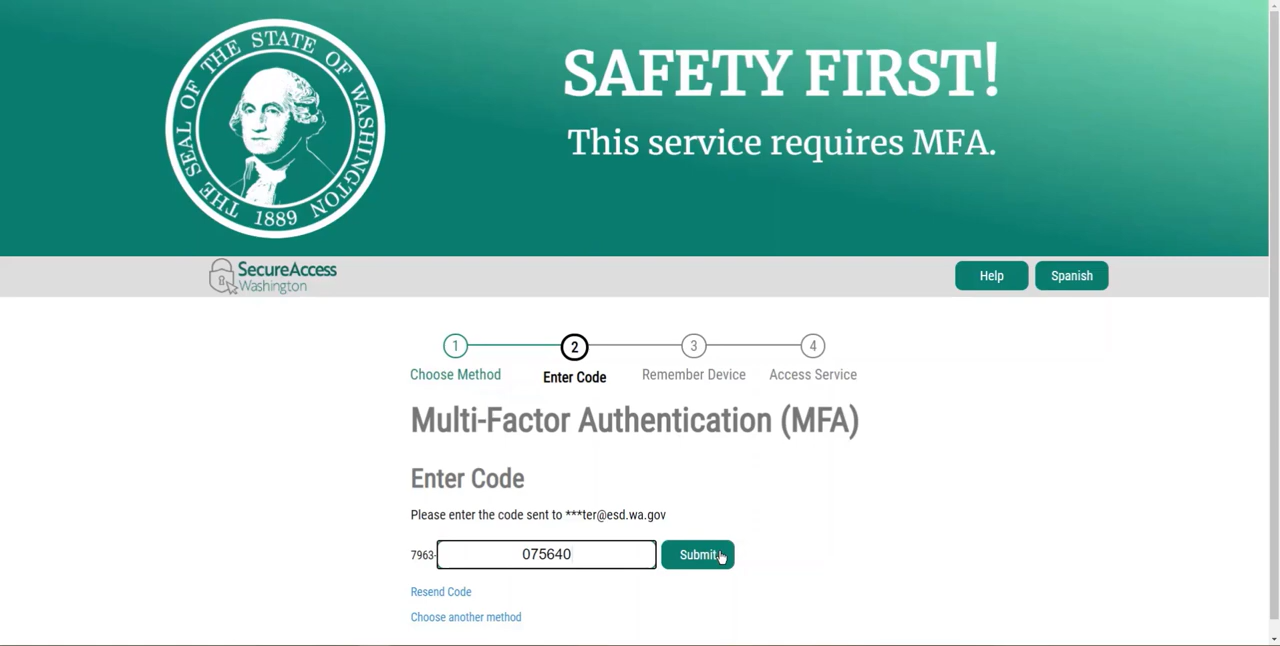 THE SEAL OF THE STATE OF WASHINGTON
1889
SAFETY FIRST!
This service requires MFA.
SecureAccess
Washington
Help
Spanish
1
2
3
4
Choose Method
Enter Code
Remember Device
Access Service
Multi-Factor Authentication (MFA)
Enter Code
Please enter the code sent to ***ter@esd.wa.gov
7963- 075640 Submit
Resend Code
Choose another method